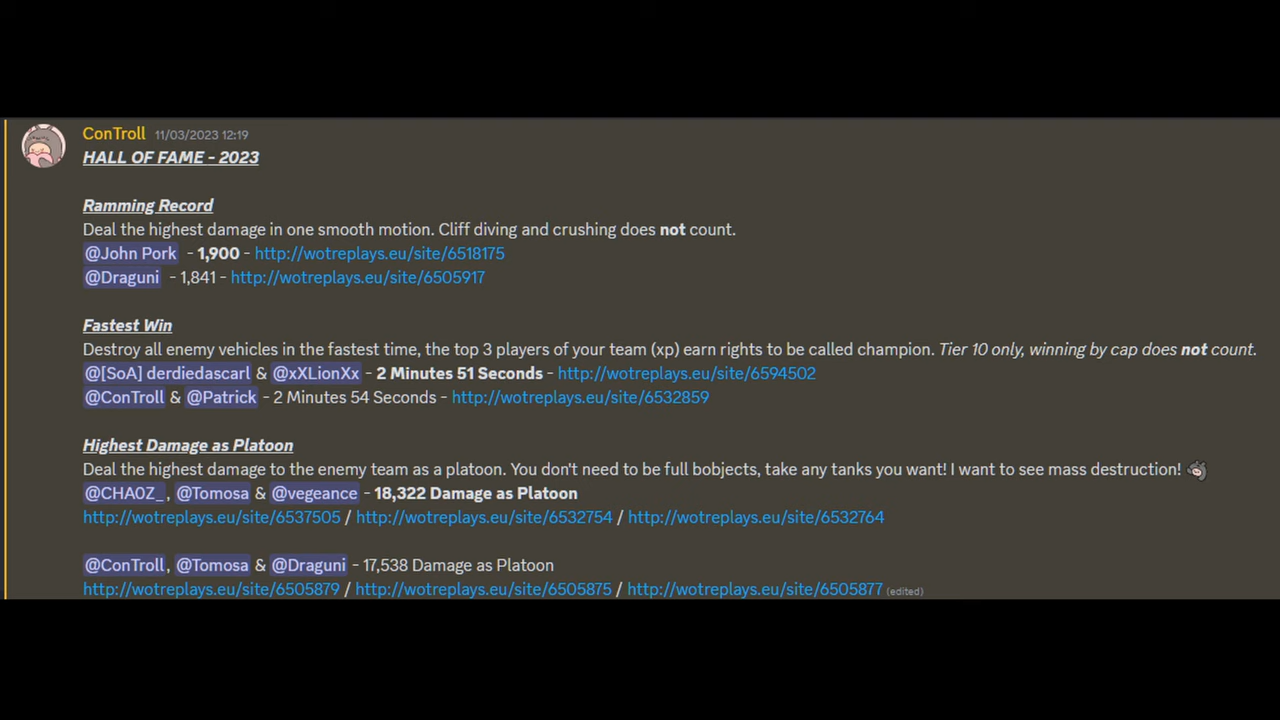 ConTroll 11/03/2023 12:19
HALL OF FAME - 2023
Ramming Record
Deal the highest damage in one smooth motion. Cliff diving and crushing does not count.
@John Pork - 1,900 - http://wotreplays.eu/site/6518175
@Draguni - 1,841 - http://wotreplays.eu/site/6505917
Fastest Win
Destroy all enemy vehicles in the fastest time, the top 3 players of your team (xp) earn rights to be called champion. Tier 10 only, winning by cap does not count.
@[SoA] derdiedascarl & @xXLionXx - 2 Minutes 51 Seconds - http://wotreplays.eu/site/6594502
@ConTroll & @Patrick - 2 Minutes 54 Seconds - http://wotreplays.eu/site/6532859
Highest Damage as Platoon
Deal the highest damage to the enemy team as a platoon. You don't need to be full bobjects, take any tanks you want! I want to see mass destruction!
@CHA0Z_, @Tomosa & @vegeance - 18,322 Damage as Platoon
http://wotreplays.eu/site/6537505 / http://wotreplays.eu/site/6532754 / http://wotreplays.eu/site/6532764
@ConTroll, @Tomosa & @Draguni - 17,538 Damage as Platoon
http://wotreplays.eu/site/6505879 / http://wotreplays.eu/site/6505875 / http://wotreplays.eu/site/6505877 (edited)